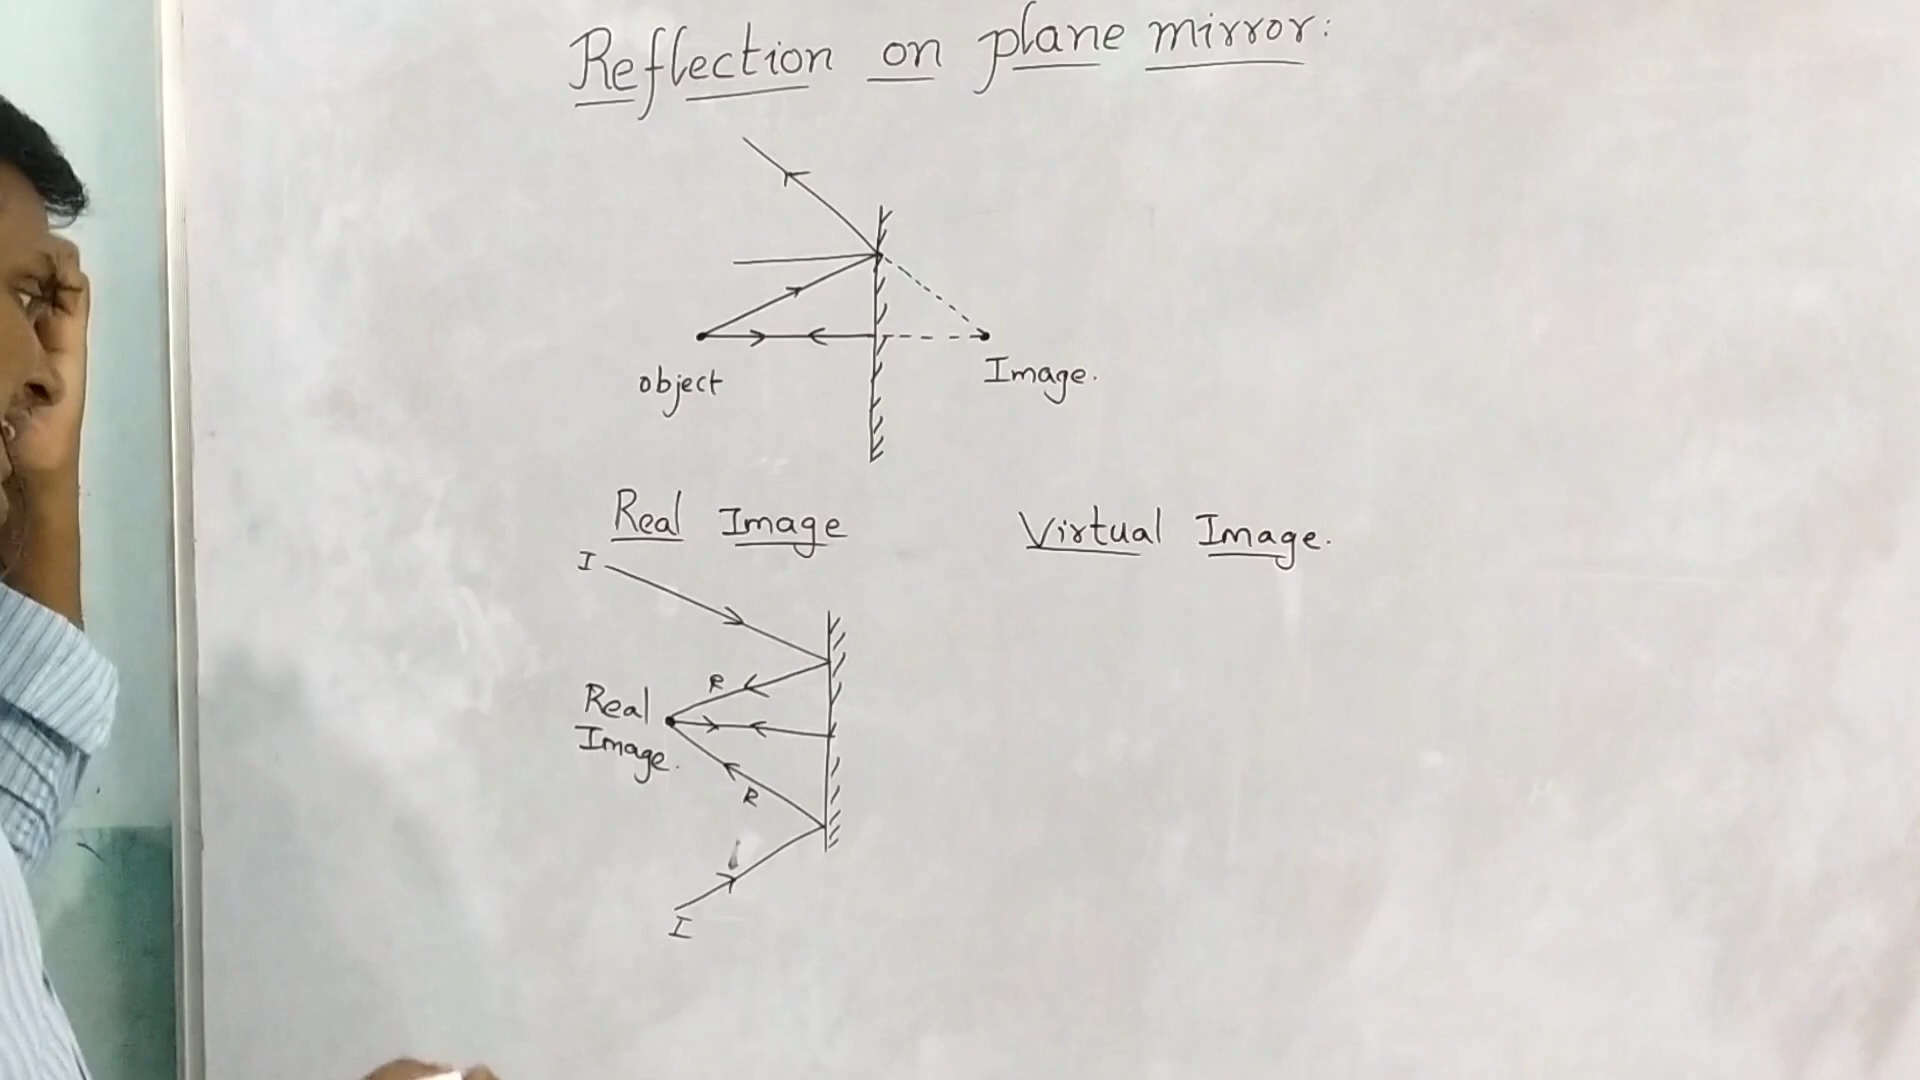 Reflection on plane mirror:
object
Image.
Real Image
Virtual Image.
I
R
Real
Image.
R
I